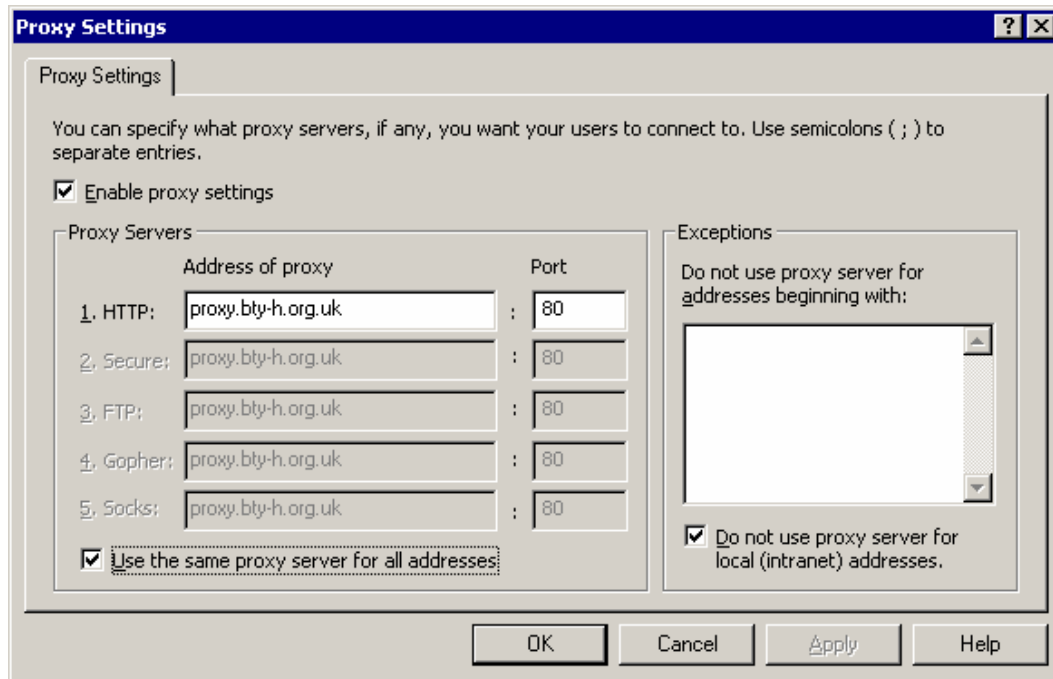 Proxy Settings
Proxy Settings
You can specify what proxy servers, if any, you want your users to connect to. Use semicolons ( ; ) to
separate entries.
Enable proxy settings
Proxy Servers
Address of proxy Port
1. HTTP: proxy.bty-h.org.uk : 80
2. Secure: proxy.bty-h.org.uk : 80
3. FTP: proxy.bty-h.org.uk : 80
4. Gopher: proxy.bty-h.org.uk : 80
5. Socks: proxy.bty-h.org.uk : 80
Use the same proxy server for all addresses
Exceptions
Do not use proxy server for
addresses beginning with:
Do not use proxy server for
local (intranet) addresses.
OK Cancel Apply Help